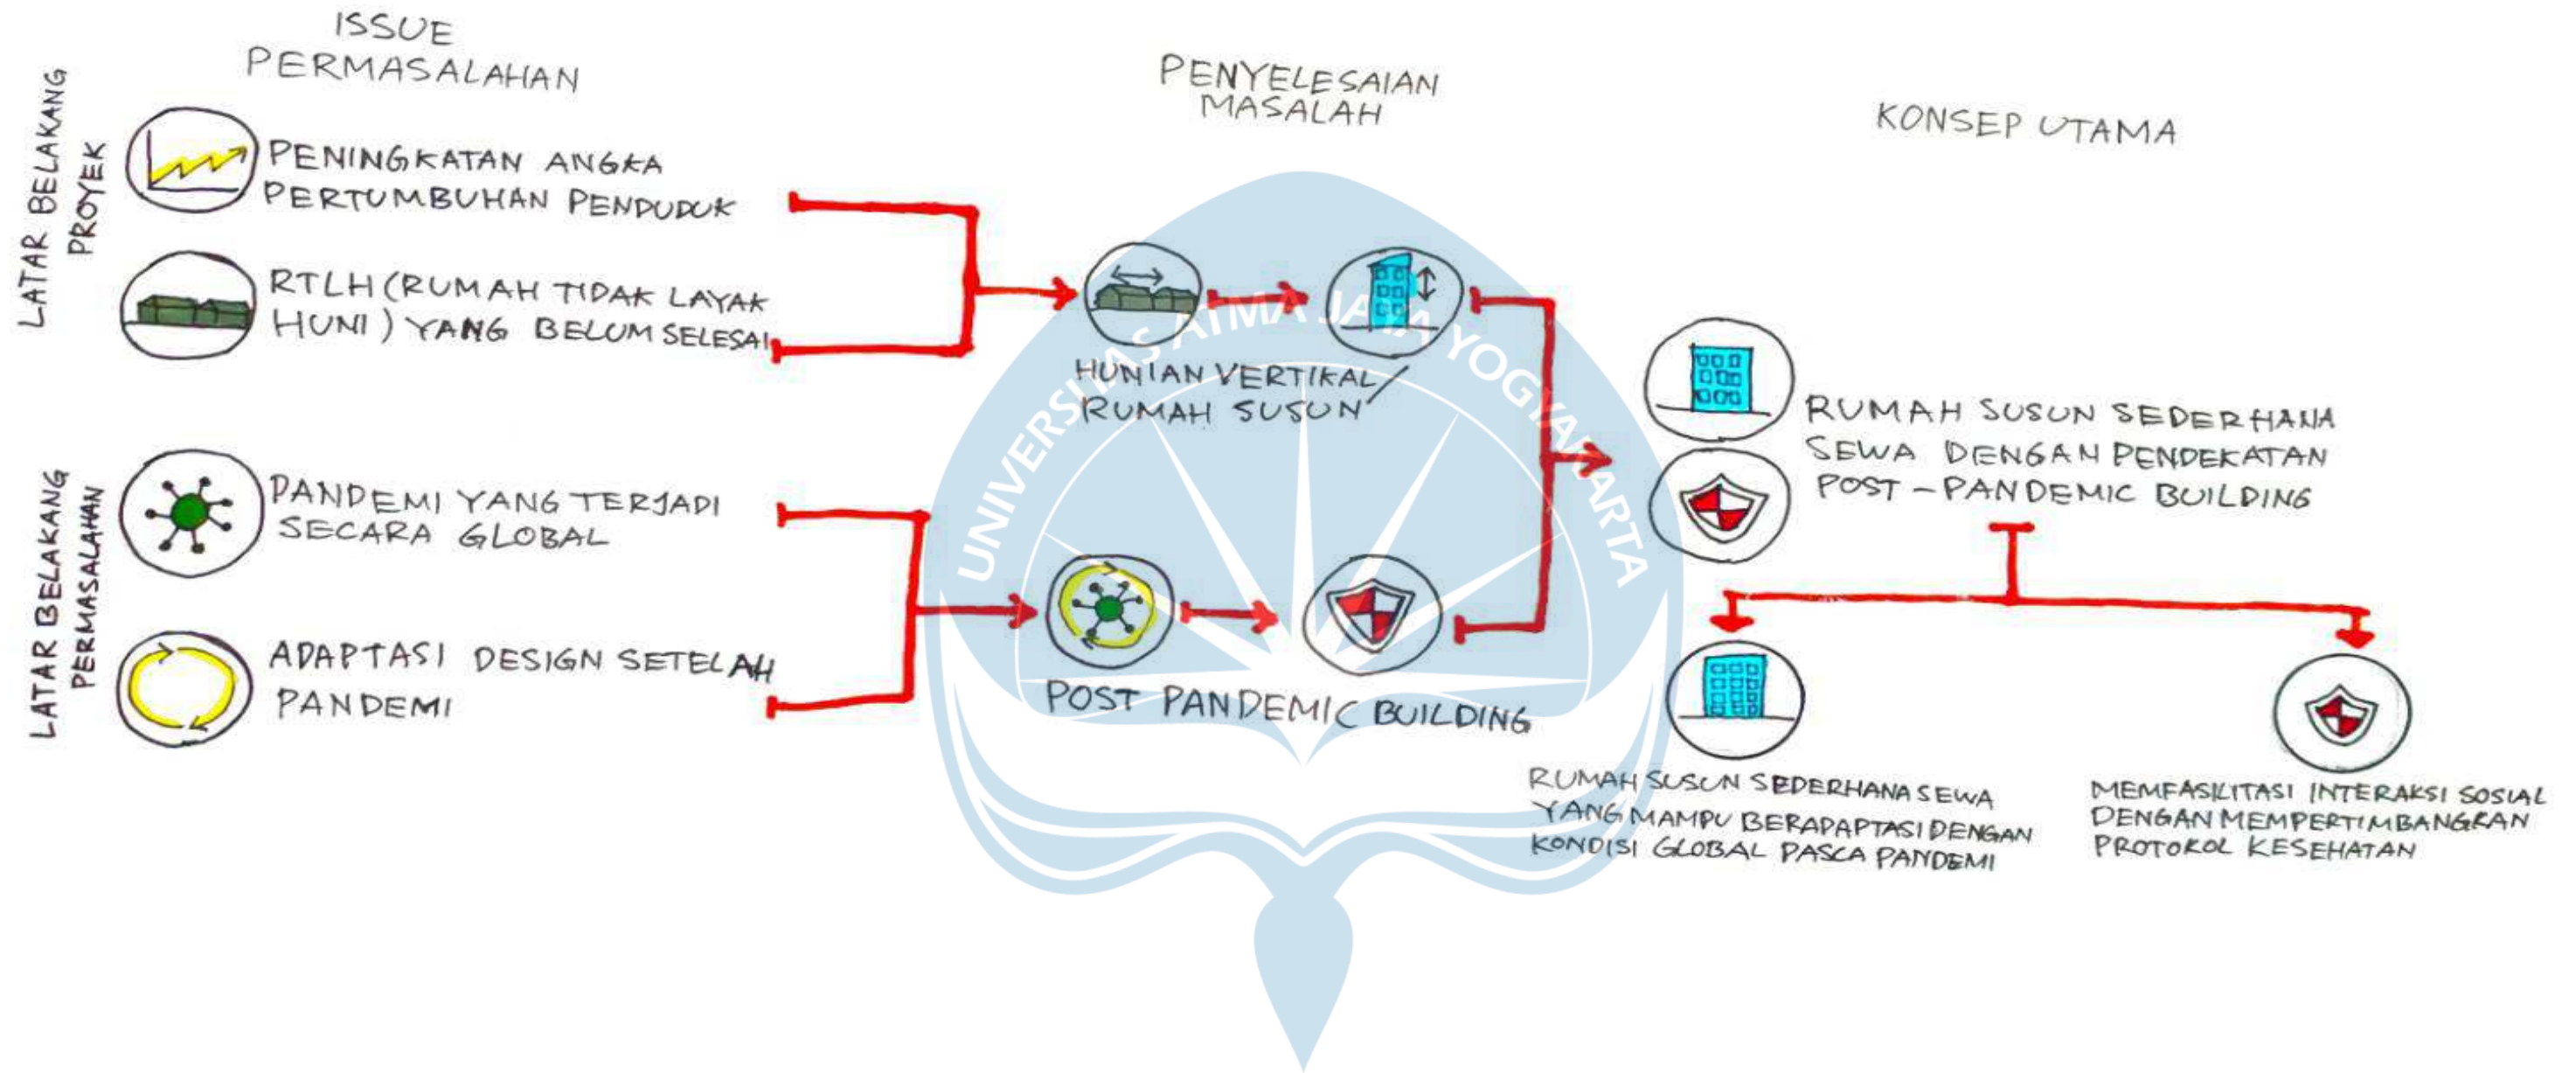 ISSUE
PERMASALAHAN
PENYELESAIAN
MASALAH
KONSEP UTAMA
LATAR BELAKANG
PROYEK
PENINGKATAN ANGKA
PERTUMBUHAN PENDUDUK
RTLH (RUMAH TIDAK LAYAK
HUNI) YANG BELUM SELESAI
HUNIAN VERTIKAL/
RUMAH SUSUN
LATAR BELAKANG
PERMASALAHAN
PANDEMI YANG TERJADI
SECARA GLOBAL
ADAPTASI DESIGN SETELAH
PANDEMI
POST PANDEMIC BUILDING
RUMAH SUSUN SEDERHANA
SEWA DENGAN PENDEKATAN
POST-PANDEMIC BUILDING
RUMAH SUSUN SEDERHANA SEWA
YANG MAMPU BERADAPTASI DENGAN
KONDISI GLOBAL PASCA PANDEMI
MEMFASILITASI INTERAKSI SOSIAL
DENGAN MEMPERTIMBANGKAN
PROTOKOL KESEHATAN
UNIVERSITAS ATMA JAYA YOGYAKARTA